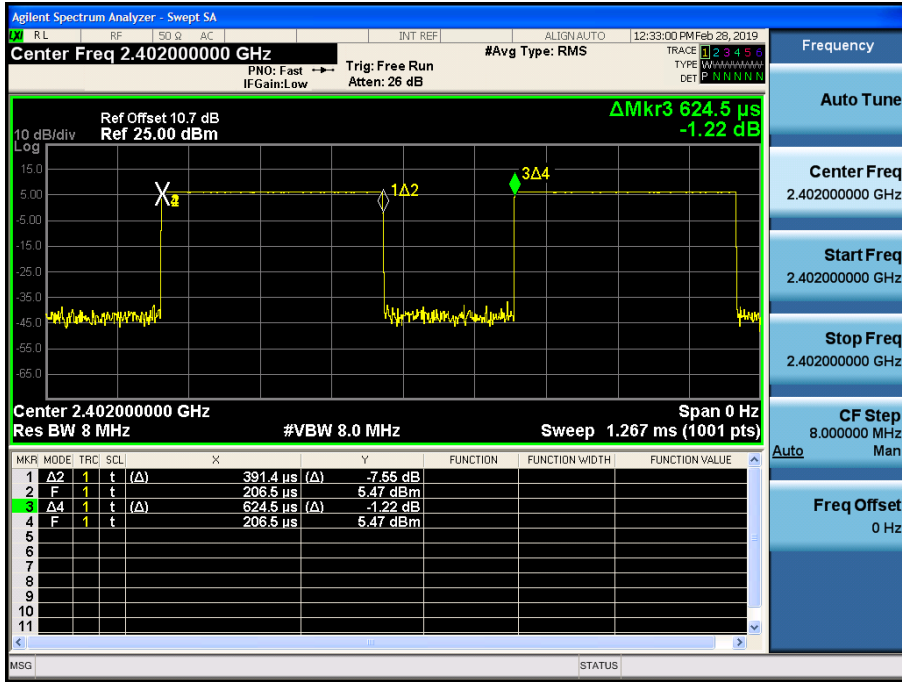 Agilent Spectrum Analyzer - Swept SA
LXI RL RF 50 Ω AC INT REF ALIGN AUTO 12:33:00 PM Feb 28, 2019
Center Freq 2.402000000 GHz #Avg Type: RMS TRACE 1 2 3 4 5 6
PNO: Fast Trig: Free Run TYPE WWWWWW
IFGain:Low Atten: 26 dB DET P N N N N N
Ref Offset 10.7 dB ΔMkr3 624.5 µs
10 dB/div Ref 25.00 dBm -1.22 dB
Log
15.0
5.00
-5.00
-15.0
-25.0
-35.0
-45.0
-55.0
-65.0
1Δ2
3Δ4
Center 2.402000000 GHz Span 0 Hz
Res BW 8 MHz #VBW 8.0 MHz Sweep 1.267 ms (1001 pts)
MKR MODE TRC SCL X Y FUNCTION FUNCTION WIDTH FUNCTION VALUE
1 Δ2 1 t (Δ) 391.4 µs (Δ) -7.55 dB
2 F 1 t 206.5 µs 5.47 dBm
3 Δ4 1 t (Δ) 624.5 µs (Δ) -1.22 dB
4 F 1 t 206.5 µs 5.47 dBm
5
6
7
8
9
10
11
MSG STATUS
Frequency
Auto Tune
Center Freq
2.402000000 GHz
Start Freq
2.402000000 GHz
Stop Freq
2.402000000 GHz
CF Step
8.000000 MHz
Auto Man
Freq Offset
0 Hz